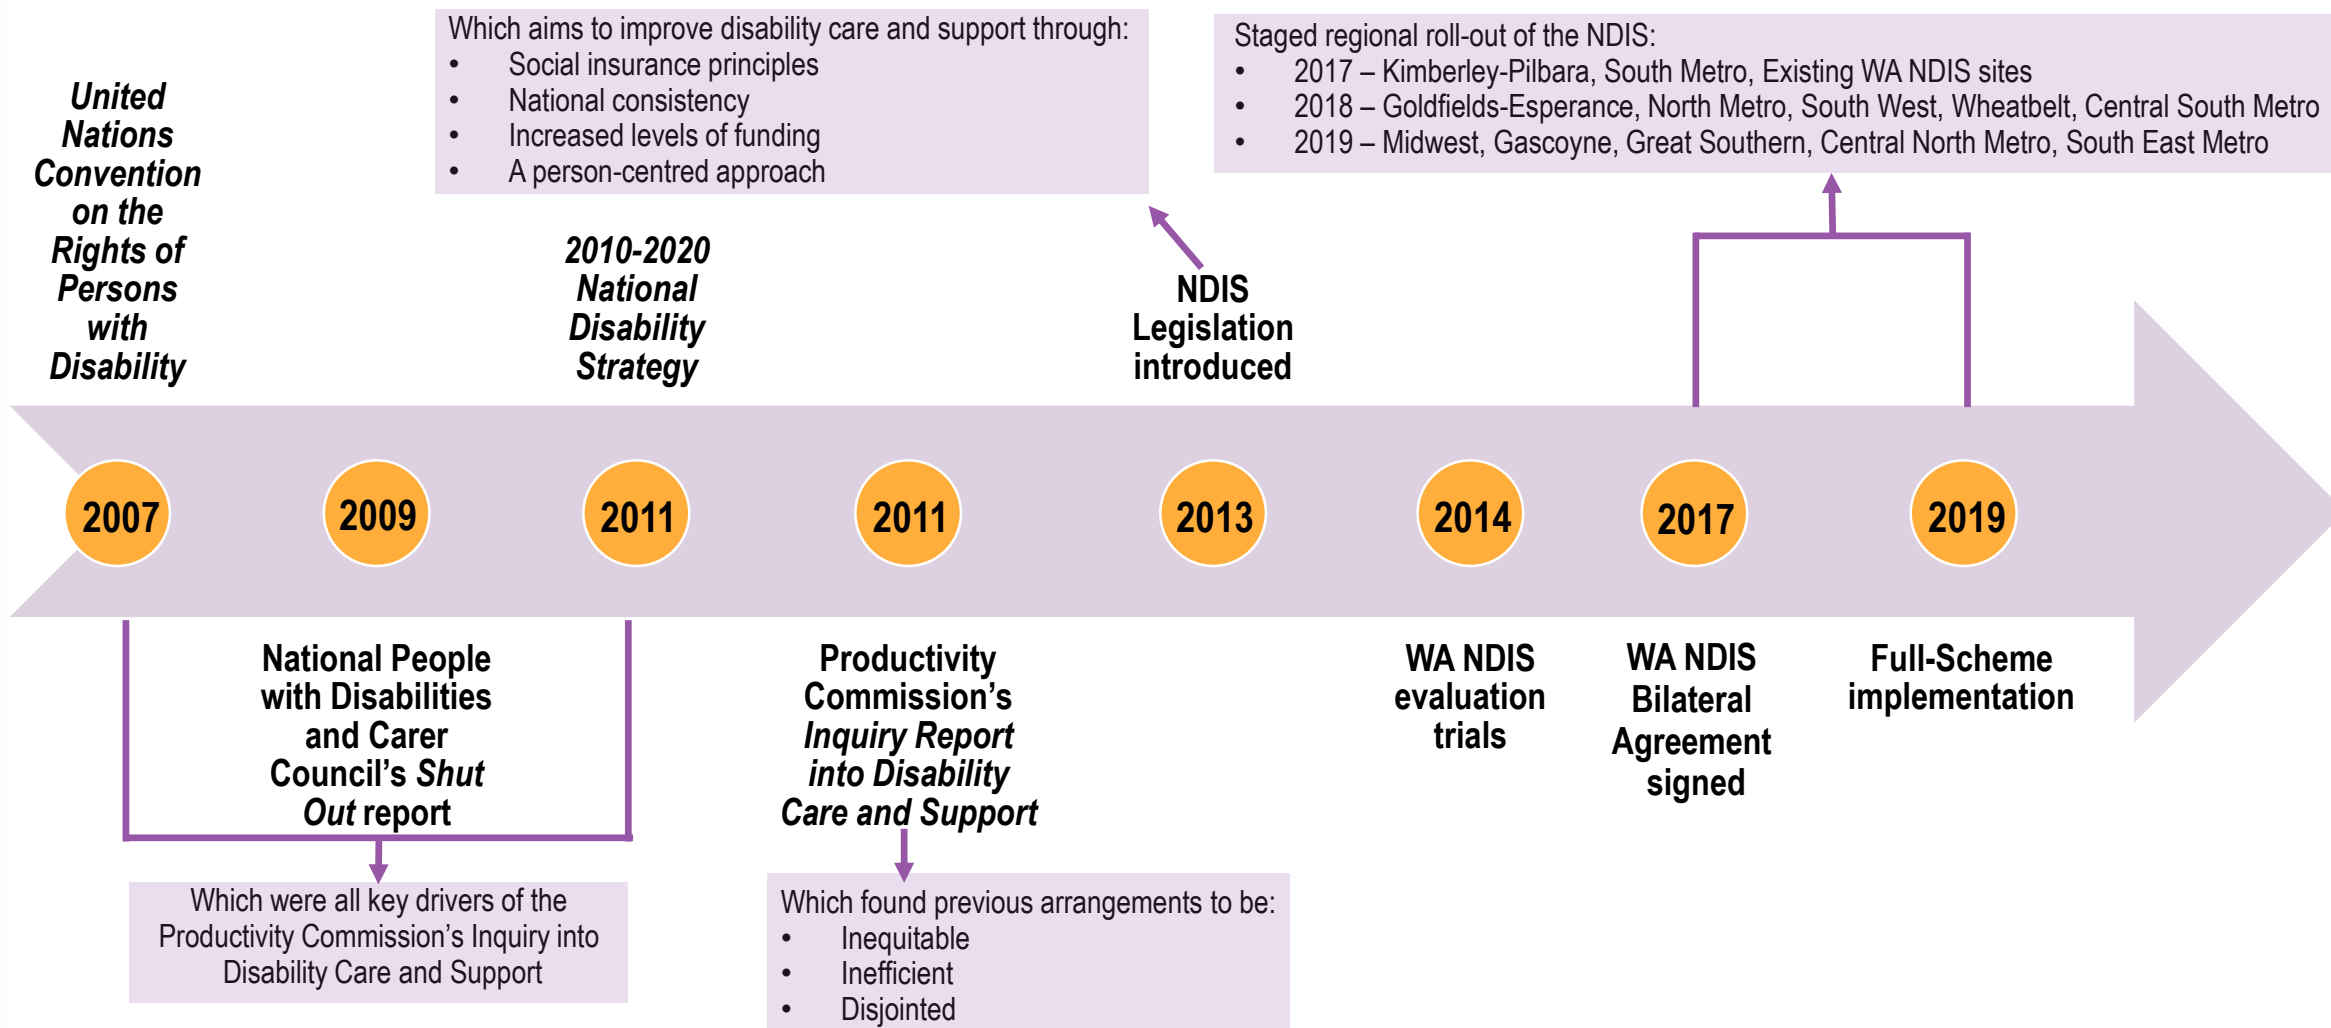 Which aims to improve disability care and support through:
• Social insurance principles
• National consistency
• Increased levels of funding
• A person-centred approach
Staged regional roll-out of the NDIS:
• 2017 – Kimberley-Pilbara, South Metro, Existing WA NDIS sites
• 2018 – Goldfields-Esperance, North Metro, South West, Wheatbelt, Central South Metro
• 2019 – Midwest, Gascoyne, Great Southern, Central North Metro, South East Metro
United
Nations
Convention
on the
Rights of
Persons
with
Disability
2010-2020
National
Disability
Strategy
NDIS
Legislation
introduced
2007
2009
2011
2011
2013
2014
2017
2019
National People
with Disabilities
and Carer
Council's Shut
Out report
Productivity
Commission's
Inquiry Report
into Disability
Care and Support
WA NDIS
evaluation
trials
WA NDIS
Bilateral
Agreement
signed
Full-Scheme
implementation
Which were all key drivers of the
Productivity Commission's Inquiry into
Disability Care and Support
Which found previous arrangements to be:
• Inequitable
• Inefficient
• Disjointed